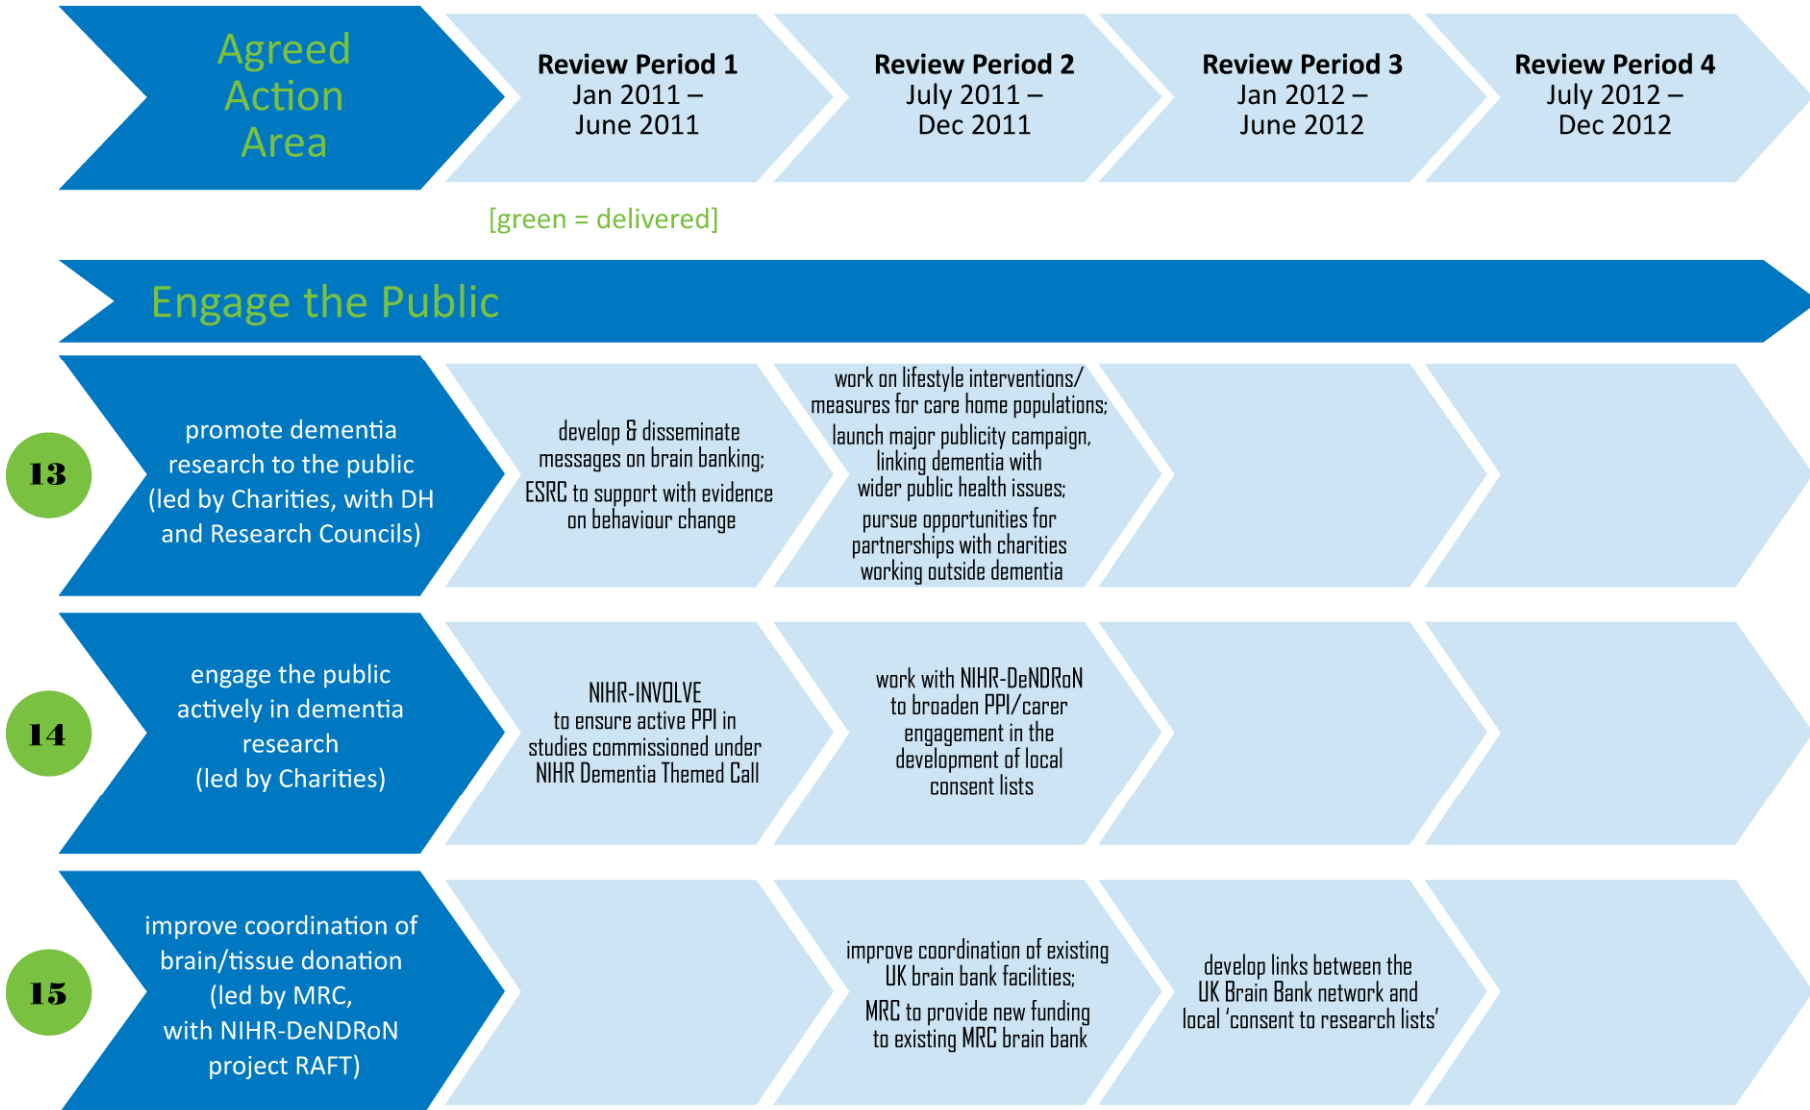 Agreed
Action
Area
Review Period 1
Jan 2011 –
June 2011
Review Period 2
July 2011 –
Dec 2011
Review Period 3
Jan 2012 –
June 2012
Review Period 4
July 2012 –
Dec 2012
[green = delivered]
Engage the Public
13
promote dementia
research to the public
(led by Charities, with DH
and Research Councils)
develop & disseminate
messages on brain banking;
ESRC to support with evidence
on behaviour change
work on lifestyle interventions/
measures for care home populations;
launch major publicity campaign,
linking dementia with
wider public health issues;
pursue opportunities for
partnerships with charities
working outside dementia
14
engage the public
actively in dementia
research
(led by Charities)
NIHR-INVOLVE
to ensure active PPI in
studies commissioned under
NIHR Dementia Themed Call
work with NIHR-DeNDRoN
to broaden PPI/carer
engagement in the
development of local
consent lists
15
improve coordination of
brain/tissue donation
(led by MRC,
with NIHR-DeNDRoN
project RAFT)
improve coordination of existing
UK brain bank facilities;
MRC to provide new funding
to existing MRC brain bank
develop links between the
UK Brain Bank network and
local ‘consent to research lists’